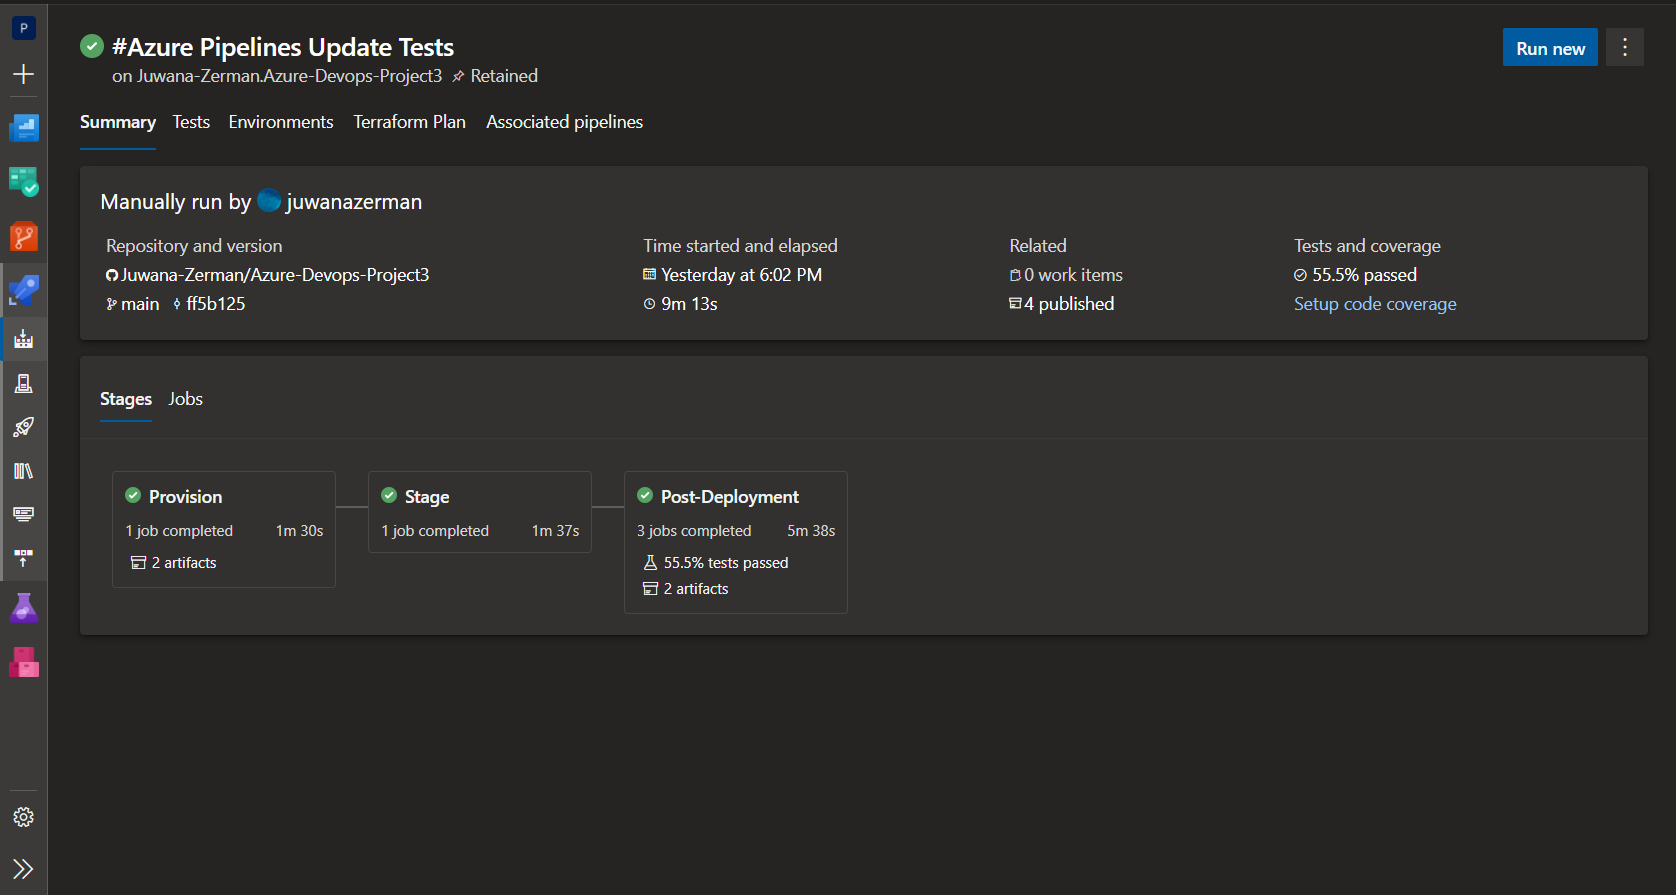 P
#Azure Pipelines Update Tests
Run new
on Juwana-Zerman.Azure-Devops-Project3 Retained
Summary Tests Environments Terraform Plan Associated pipelines
Manually run by juwanazerman
Repository and version Time started and elapsed Related Tests and coverage
Juwana-Zerman/Azure-Devops-Project3 Yesterday at 6:02 PM 0 work items 55.5% passed
main ff5b125 9m 13s 4 published Setup code coverage
Stages Jobs
Provision
1 job completed 1m 30s
2 artifacts
Stage
1 job completed 1m 37s
Post-Deployment
3 jobs completed 5m 38s
55.5% tests passed
2 artifacts